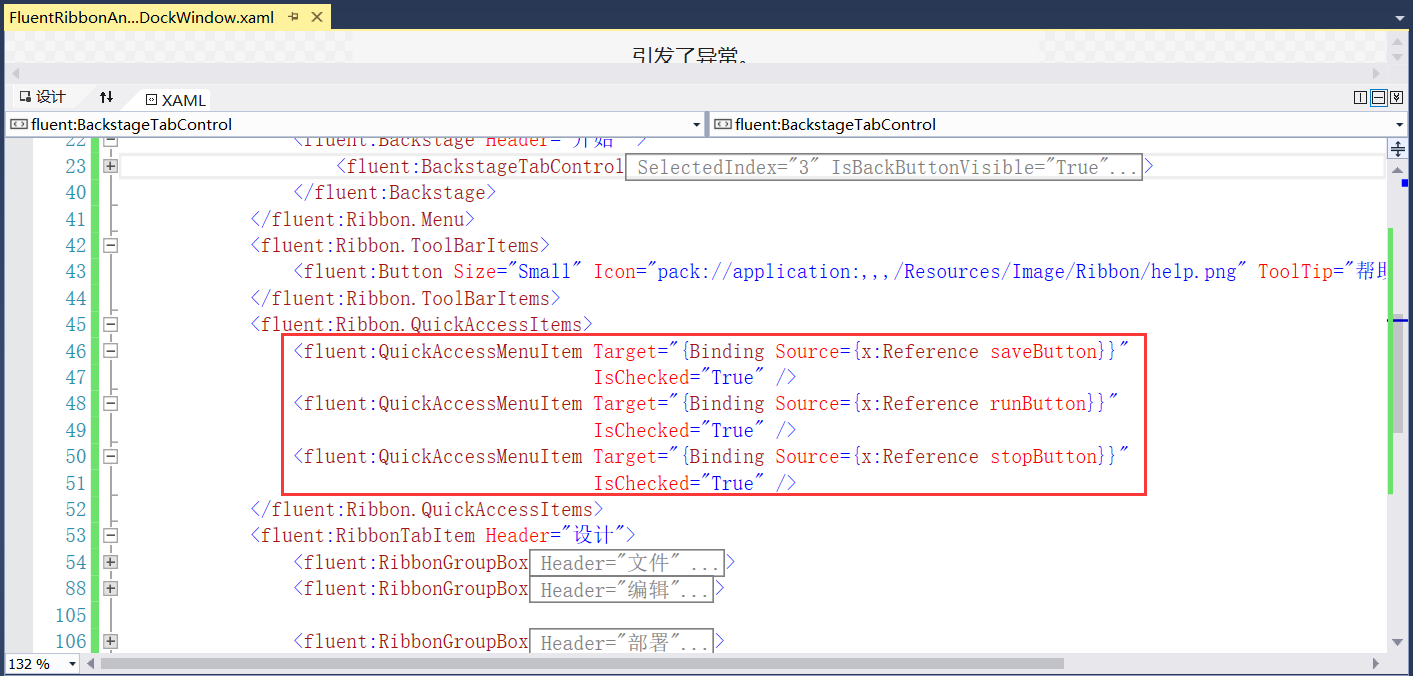 FluentRibbonAn...DockWindow.xaml
引发了异常。
设计
XAML
fluent:BackstageTabControl
fluent:BackstageTabControl
22 <fluent:Backstage Header="开始">
23 <fluent:BackstageTabControl SelectedIndex="3" IsBackButtonVisible="True"...>
40 </fluent:Backstage>
41 </fluent:Ribbon.Menu>
42 <fluent:Ribbon.ToolBarItems>
43 <fluent:Button Size="Small" Icon="pack://application:,,,/Resources/Image/Ribbon/help.png" ToolTip="帮助
44 </fluent:Ribbon.ToolBarItems>
45 <fluent:Ribbon.QuickAccessItems>
46 <fluent:QuickAccessMenuItem Target="{Binding Source={x:Reference saveButton}}"
47 IsChecked="True" />
48 <fluent:QuickAccessMenuItem Target="{Binding Source={x:Reference runButton}}"
49 IsChecked="True" />
50 <fluent:QuickAccessMenuItem Target="{Binding Source={x:Reference stopButton}}"
51 IsChecked="True" />
52 </fluent:Ribbon.QuickAccessItems>
53 <fluent:RibbonTabItem Header="设计">
54 <fluent:RibbonGroupBox Header="文件" ...>
88 <fluent:RibbonGroupBox Header="编辑"...>
105
106 <fluent:RibbonGroupBox Header="部署"...>
132 %